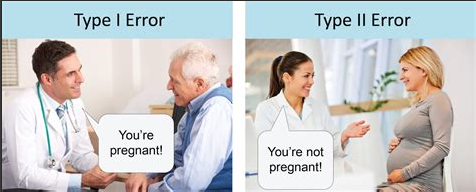 Type I Error
Type II Error
You're
pregnant!
You're not
pregnant!